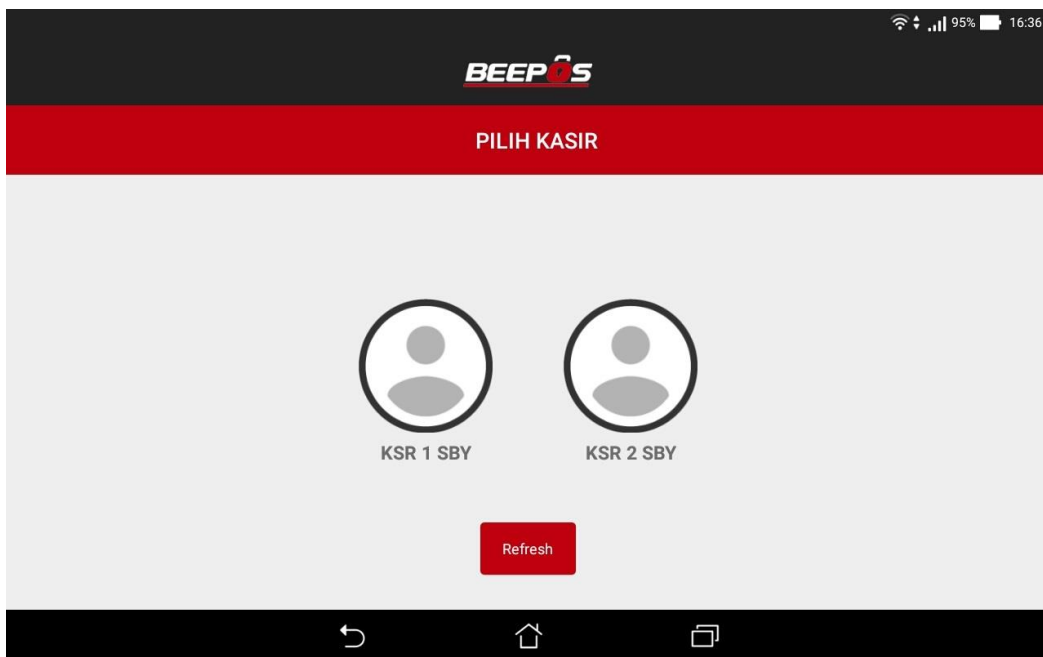 95% 16:36
BEEPOS
PILIH KASIR
KSR 1 SBY KSR 2 SBY
Refresh